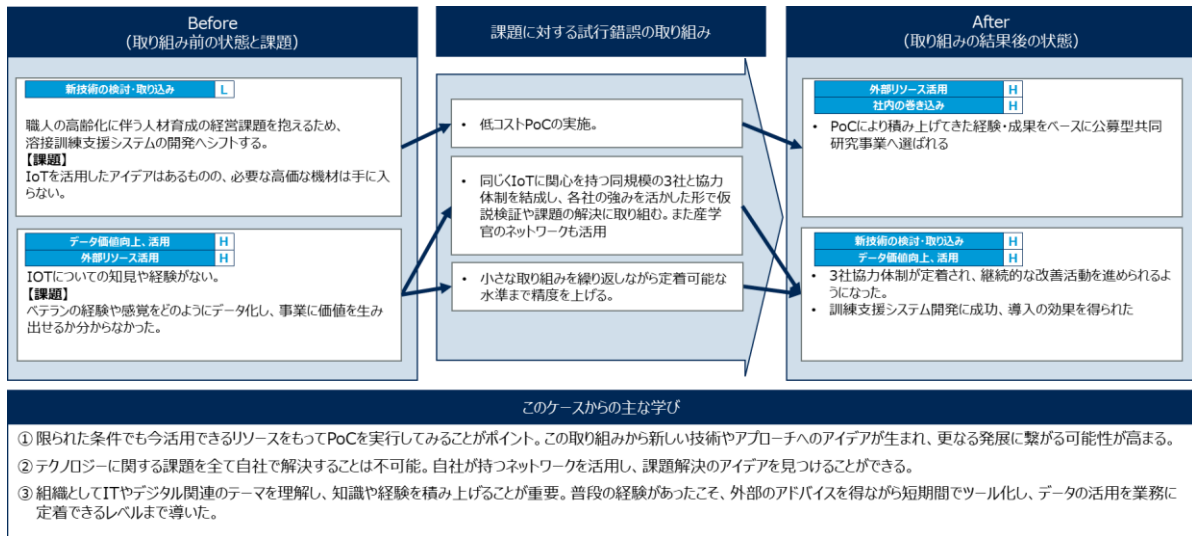 Before
(取り組み前の状態と課題)
新技術の検討・取り込み L
職人の高齢化に伴う人材育成の経営課題を抱えるため、
溶接訓練支援システムの開発へシフトする。
【課題】
IoTを活用したアイデアはあるものの、必要な高価な機材は手に入
らない。
データ価値向上、活用 H
外部リソース活用 H
IOTについての知見や経験がない。
【課題】
ベテランの経験や感覚をどのようにデータ化し、事業に価値を生み
出せるか分からなかった。
課題に対する試行錯誤の取り組み
• 低コストPoCの実施。
• 同じくIoTに関心を持つ同規模の3社と協力
体制を結成し、各社の強みを活かした形で仮
説検証や課題の解決に取り組む。また産学
官のネットワークも活用
• 小さな取り組みを繰り返しながら定着可能な
水準まで精度を上げる。
After
(取り組みの結果後の状態)
外部リソース活用 H
社内の巻き込み H
• PoCにより積み上げてきた経験・成果をベースに公募型共同
研究事業へ選ばれる
新技術の検討・取り込み H
データ価値向上、活用 H
• 3社協力体制が定着され、継続的な改善活動を進められるよ
うになった。
• 訓練支援システム開発に成功、導入の効果を得られた
このケースからの主な学び
① 限られた条件でも今活用できるリソースをもってPoCを実行してみることがポイント。この取り組みから新しい技術やアプローチへのアイデアが生まれ、更なる発展に繋がる可能性が高まる。
② テクノロジーに関する課題を全て自社で解決することは不可能。自社が持つネットワークを活用し、課題解決のアイデアを見つけることができる。
③ 組織としてITやデジタル関連のテーマを理解し、知識や経験を積み上げることが重要。普段の経験があったこそ、外部のアドバイスを得ながら短期間でツール化し、データの活用を業務に
定着できるレベルまで導いた。